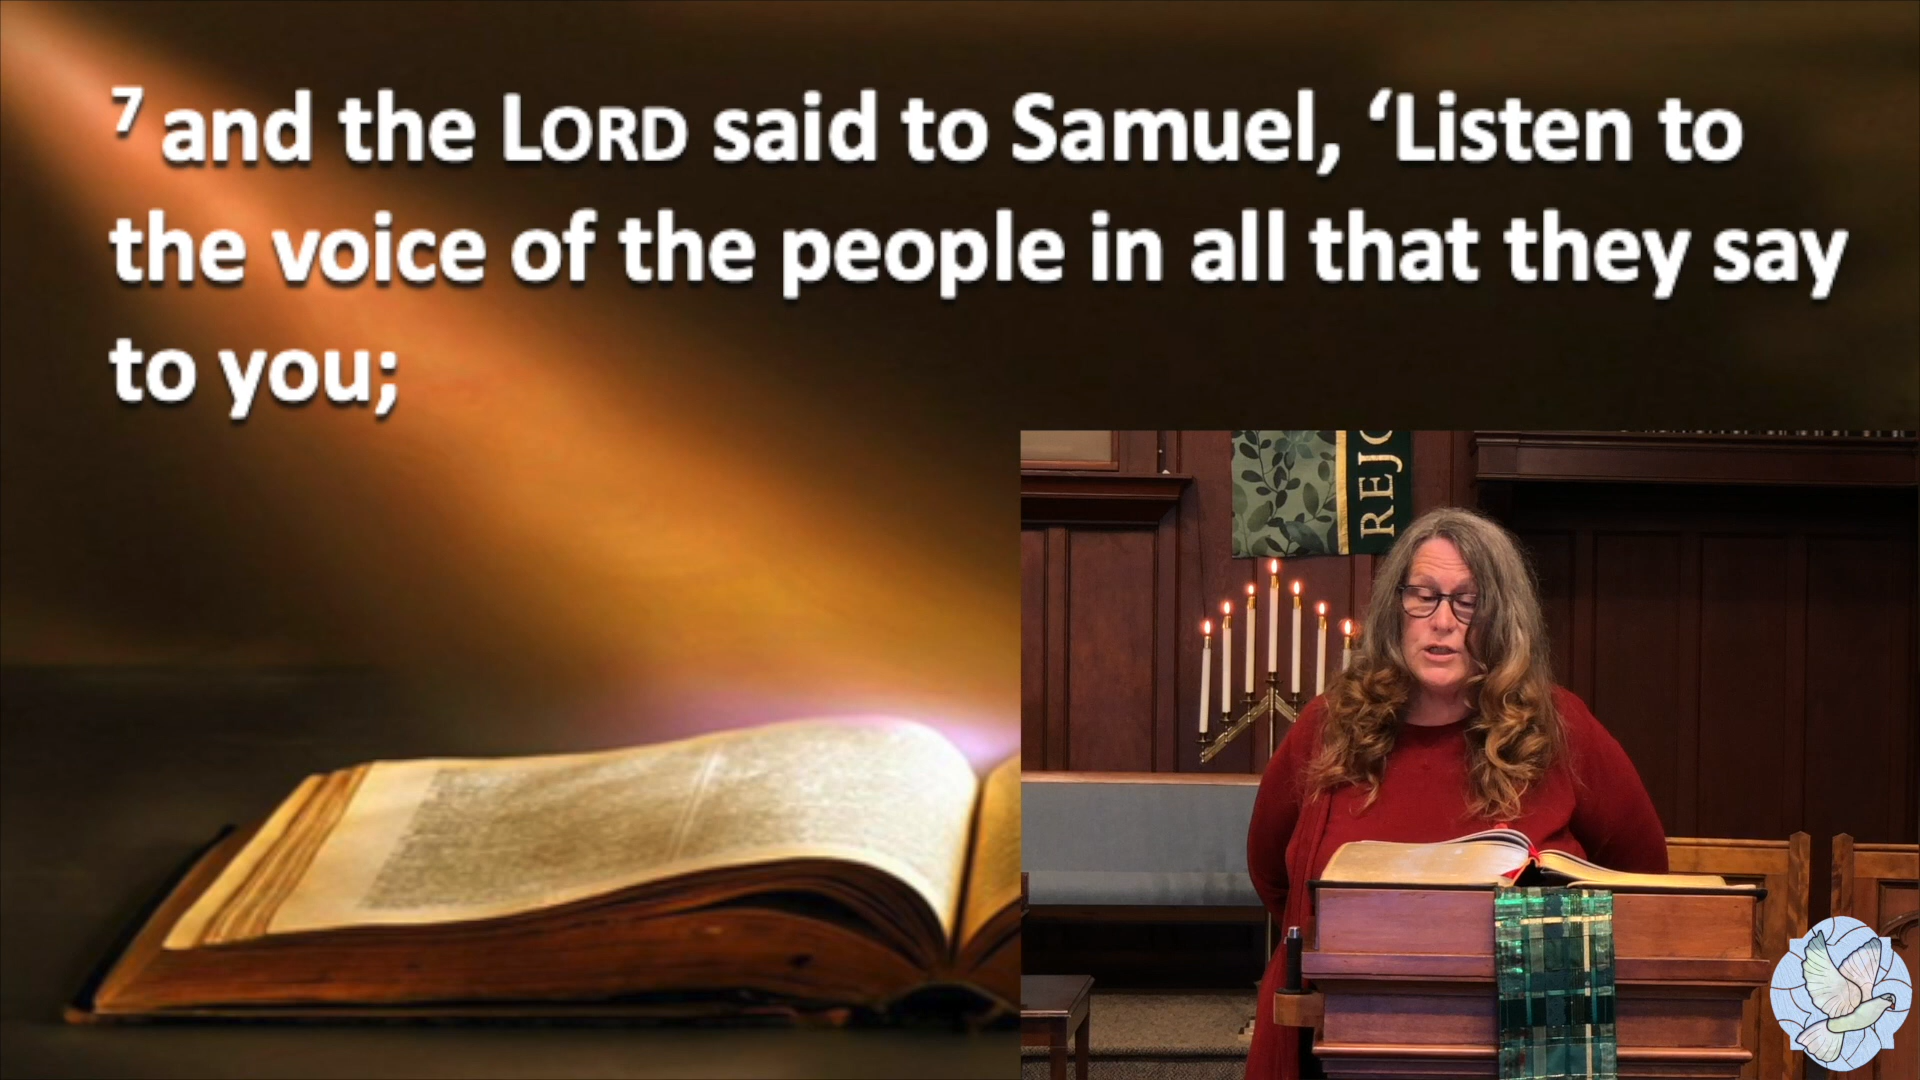 7 and the LORD said to Samuel, ‘Listen to
the voice of the people in all that they say
to you;
REJO